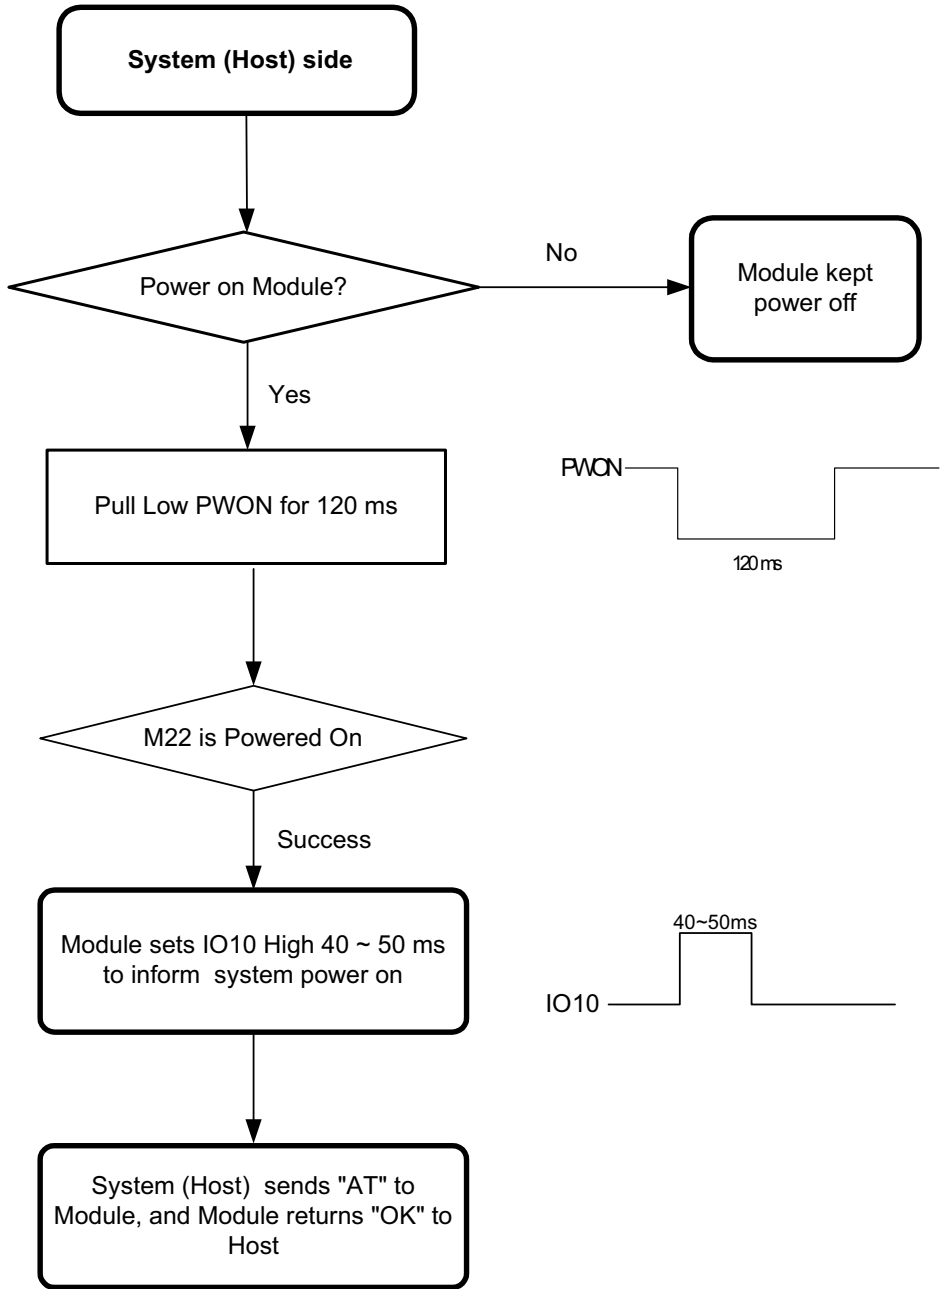 System (Host) side
Power on Module?
No
Module kept
power off
Yes
Pull Low PWON for 120 ms
PWON
120ms
M22 is Powered On
Success
Module sets IO10 High 40 ~ 50 ms
to inform  system power on
40~50ms
IO10
System (Host)  sends "AT" to
Module, and Module returns "OK" to
Host